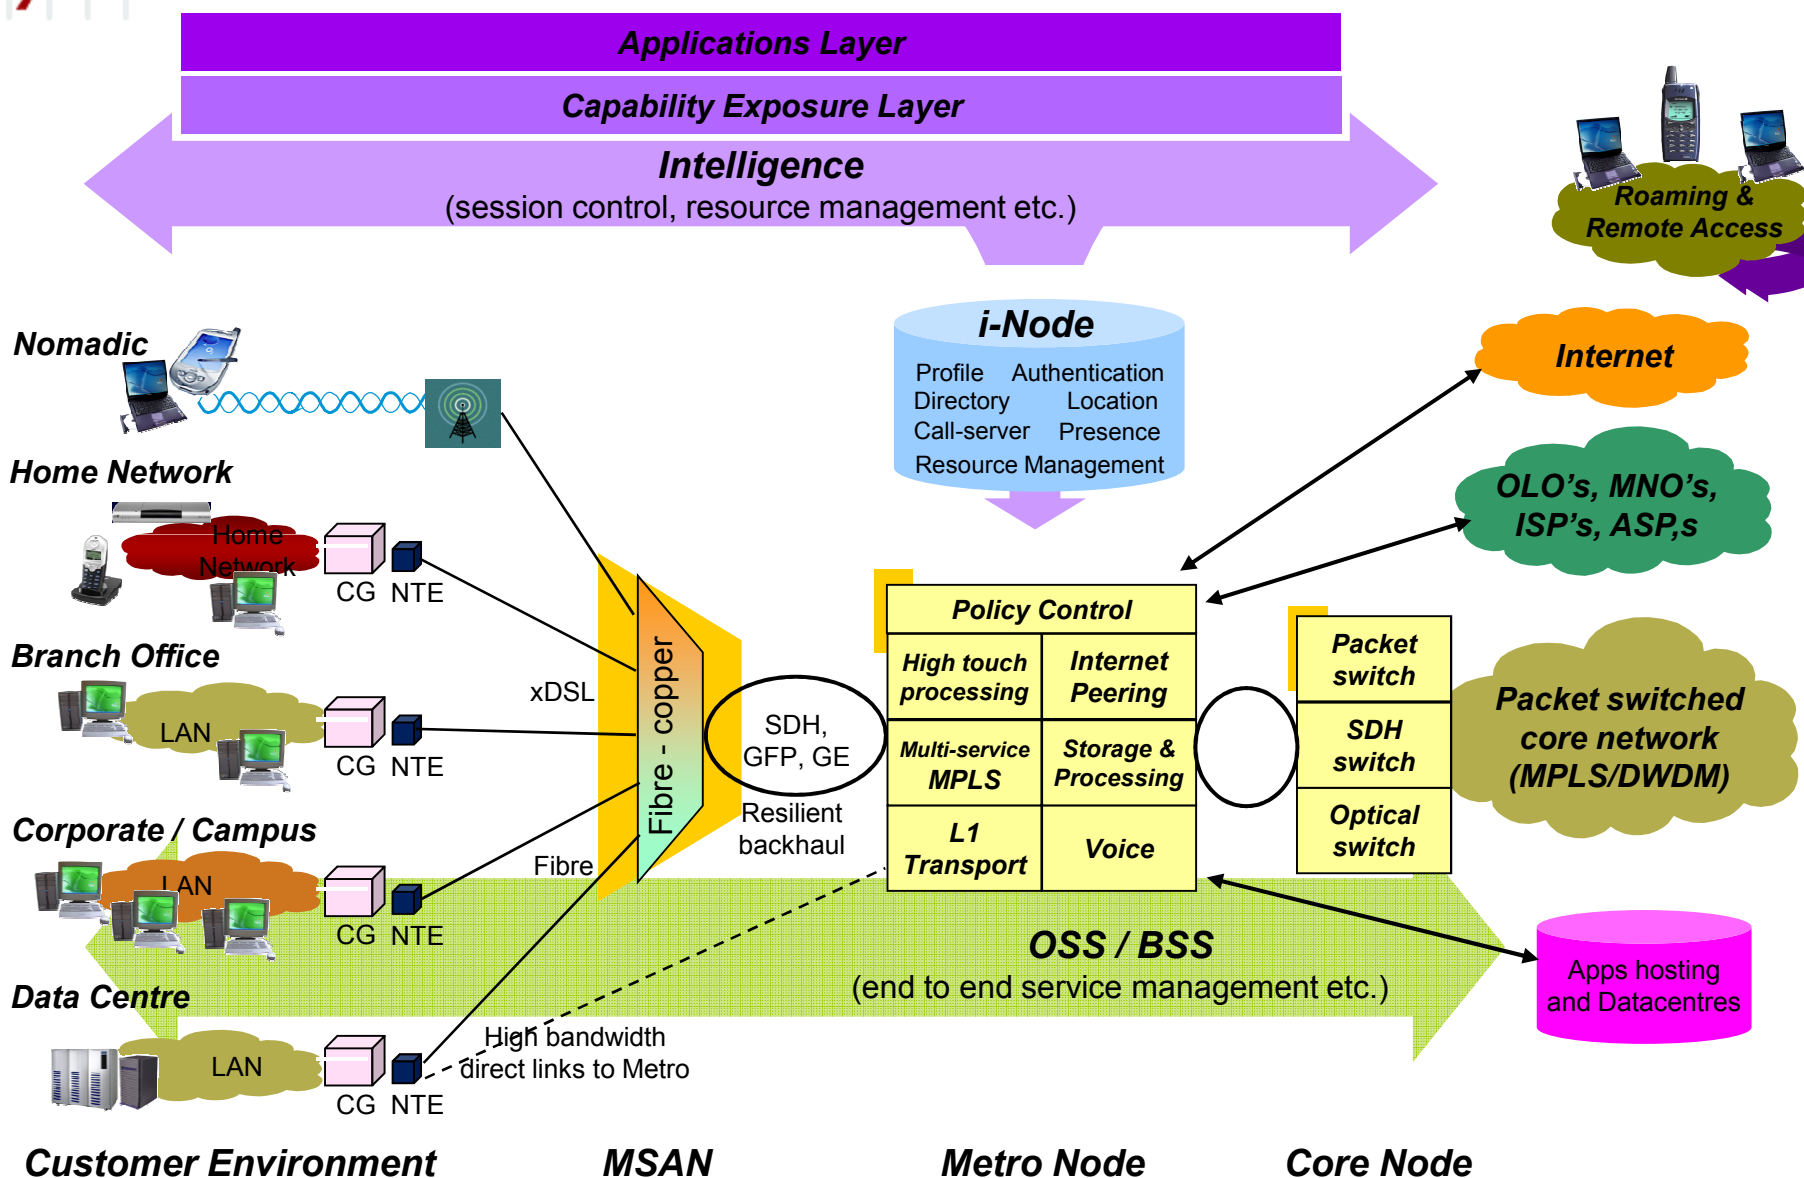 Applications Layer
Capability Exposure Layer
Intelligence
(session control, resource management etc.)
Roaming &
Remote Access
Nomadic
i-Node
Profile Authentication
Directory Location
Call-server Presence
Resource Management
Internet
OLO's, MNO's,
ISP's, ASP,s
Home Network
Home
Network
CG NTE
Branch Office
LAN
CG NTE
xDSL
Fibre - copper
SDH,
GFP, GE
Resilient
backhaul
Policy Control
High touch
processing
Internet
Peering
Multi-service
MPLS
Storage &
Processing
L1
Transport
Voice
Packet
switch
SDH
switch
Optical
switch
Packet switched
core network
(MPLS/DWDM)
Corporate / Campus
LAN
CG NTE
Fibre
OSS / BSS
(end to end service management etc.)
Apps hosting
and Datacentres
Data Centre
LAN
CG NTE
High bandwidth
direct links to Metro
Customer Environment
MSAN
Metro Node
Core Node